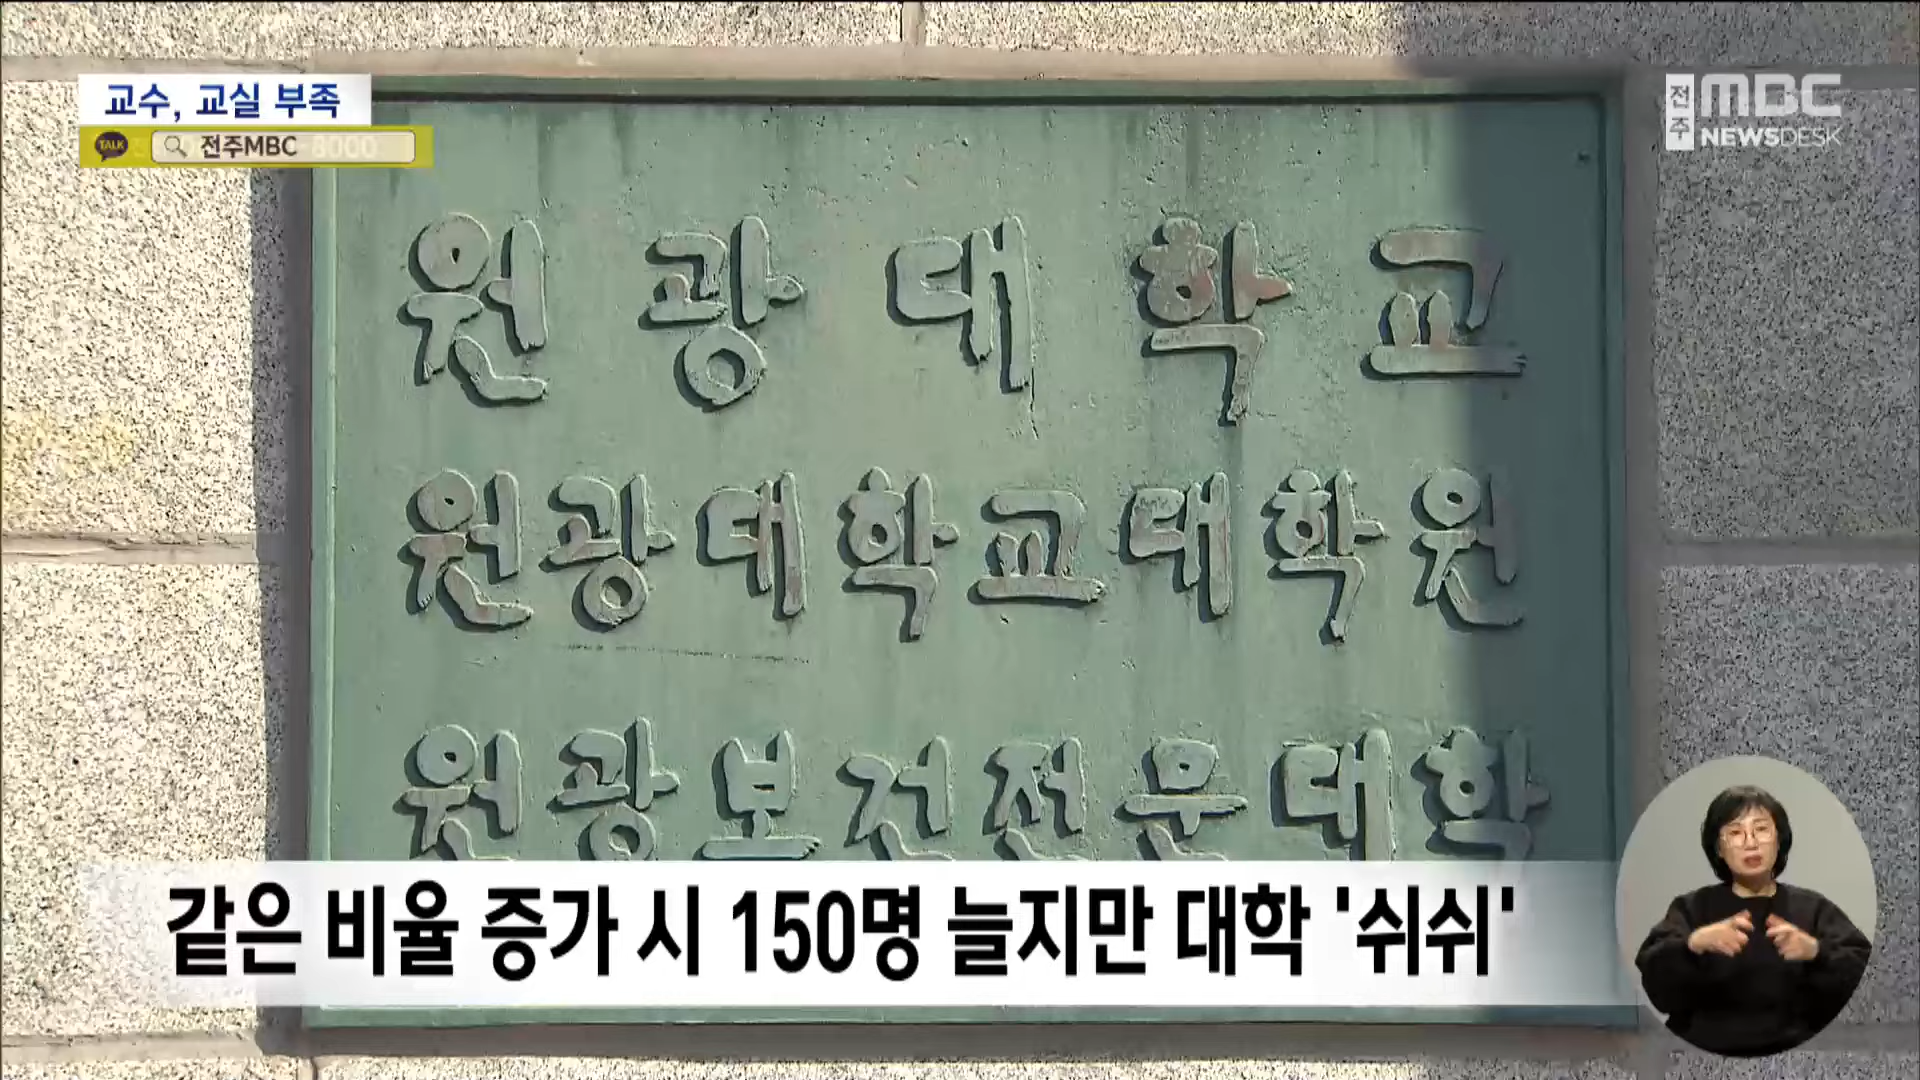 교수, 교실 부족
TALK 전주MBC
전주 MBC
NEWSDESK
원광대학교
원광대학교대학원
원광보건전문대학
같은 비율 증가 시 150명 늘지만 대학 '쉬쉬'